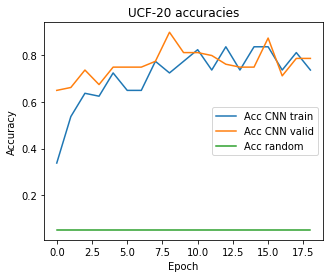 UCF-20 accuracies
Accuracy
0.8
0.6
0.4
0.2
Acc CNN train
Acc CNN valid
Acc random
0.0 2.5 5.0 7.5 10.0 12.5 15.0 17.5
Epoch